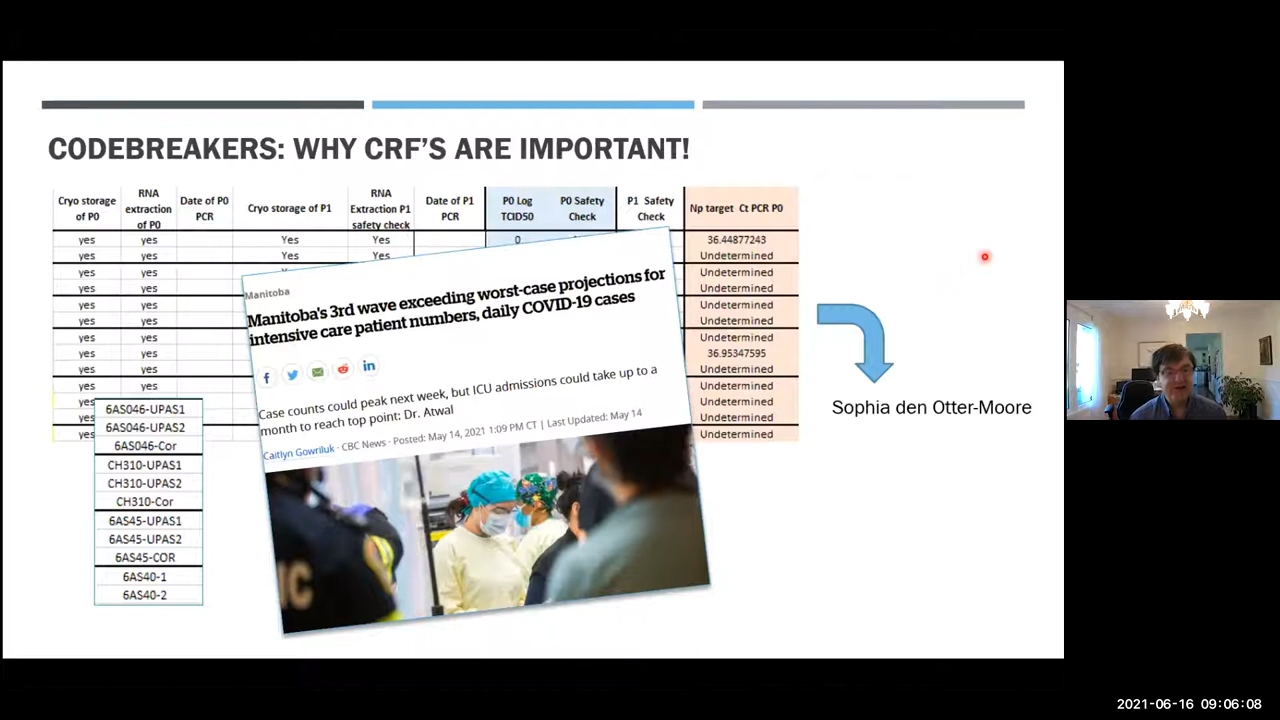 CODEBREAKERS: WHY CRF'S ARE IMPORTANT!
Cryo storage of P0 RNA extraction of P0 Date of P0 PCR Cryo storage of P1 RNA Extraction P1 safety check Date of P1 PCR P0 Log TCID50 P0 Safety Check P1 Safety Check Np target Ct PCR P0
yes yes Yes Yes 0 36.44877243
yes yes Yes Yes Undetermined
yes yes Undetermined
yes yes Undetermined
yes yes Undetermined
yes yes Undetermined
yes yes Undetermined
yes yes 36.95347595
yes yes Undetermined
yes yes Undetermined
yes Undetermined
yes Undetermined
yes Undetermined
6AS046-UPAS1
6AS046-UPAS2
6AS046-Cor
CH310-UPAS1
CH310-UPAS2
CH310-Cor
6AS45-UPAS1
6AS45-UPAS2
6AS45-COR
6AS40-1
6AS40-2
Manitoba
Manitoba's 3rd wave exceeding worst-case projections for
intensive care patient numbers, daily COVID-19 cases
Case counts could peak next week, but ICU admissions could take up to a
month to reach top point: Dr. Atwal
Caitlyn Gowriluk · CBC News · Posted: May 14, 2021 1:09 PM CT | Last Updated: May 14
Sophia den Otter-Moore
2021-06-16 09:06:08